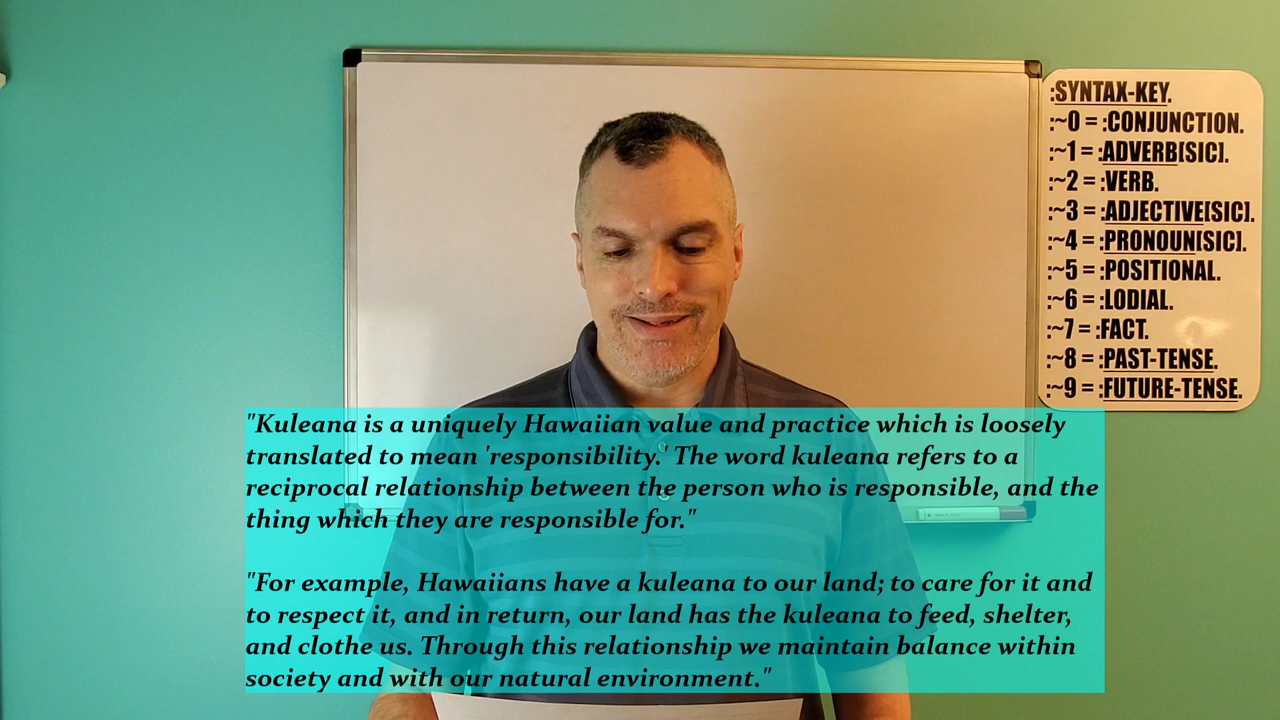 :SYNTAX-KEY.
:~0 = :CONJUNCTION.
:~1 = :ADVERB[SIC].
:~2 = :VERB.
:~3 = :ADJECTIVE[SIC].
:~4 = :PRONOUN[SIC].
:~5 = :POSITIONAL.
:~6 = :LODIAL.
:~7 = :FACT.
:~8 = :PAST-TENSE.
:~9 = :FUTURE-TENSE.
"Kuleana is a uniquely Hawaiian value and practice which is loosely
translated to mean 'responsibility.' The word kuleana refers to a
reciprocal relationship between the person who is responsible, and the
thing which they are responsible for."
"For example, Hawaiians have a kuleana to our land; to care for it and
to respect it, and in return, our land has the kuleana to feed, shelter,
and clothe us. Through this relationship we maintain balance within
society and with our natural environment."